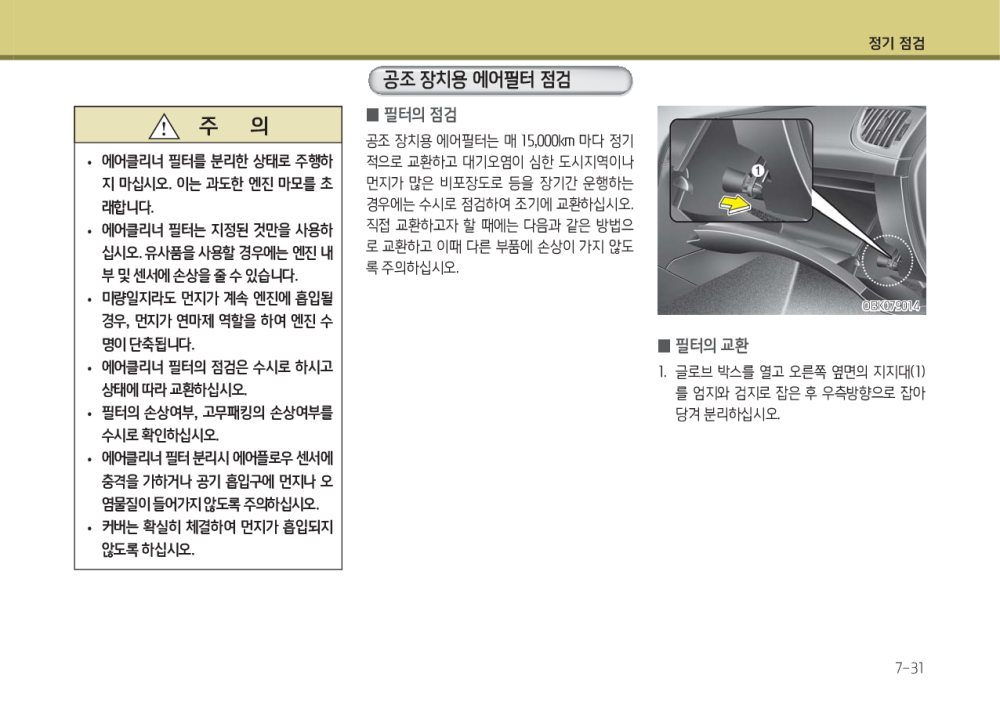 정기 점검
⚠ 주 의
• 에어클리너 필터를 분리한 상태로 주행하
지 마십시오. 이는 과도한 엔진 마모를 초
래합니다.
• 에어클리너 필터는 지정된 것만을 사용하
십시오. 유사품을 사용할 경우에는 엔진 내
부 및 센서에 손상을 줄 수 있습니다.
• 미량일지라도 먼지가 계속 엔진에 흡입될
경우, 먼지가 연마제 역할을 하여 엔진 수
명이 단축됩니다.
• 에어클리너 필터의 점검은 수시로 하시고
상태에 따라 교환하십시오.
• 필터의 손상여부, 고무패킹의 손상여부를
수시로 확인하십시오.
• 에어클리너 필터 분리시 에어플로우 센서에
충격을 가하거나 공기 흡입구에 먼지나 오
염물질이 들어가지 않도록 주의하십시오.
• 커버는 확실히 체결하여 먼지가 흡입되지
않도록 하십시오.
공조 장치용 에어필터 점검
■ 필터의 점검
공조 장치용 에어필터는 매 15,000km 마다 정기
적으로 교환하고 대기오염이 심한 도시지역이나
먼지가 많은 비포장도로 등을 장기간 운행하는
경우에는 수시로 점검하여 조기에 교환하십시오.
직접 교환하고자 할 때에는 다음과 같은 방법으
로 교환하고 이때 다른 부품에 손상이 가지 않도
록 주의하십시오.
1
OBK079014
■ 필터의 교환
1. 글로브 박스를 열고 오른쪽 옆면의 지지대(1)
를 엄지와 검지로 잡은 후 우측방향으로 잡아
당겨 분리하십시오.
7-31